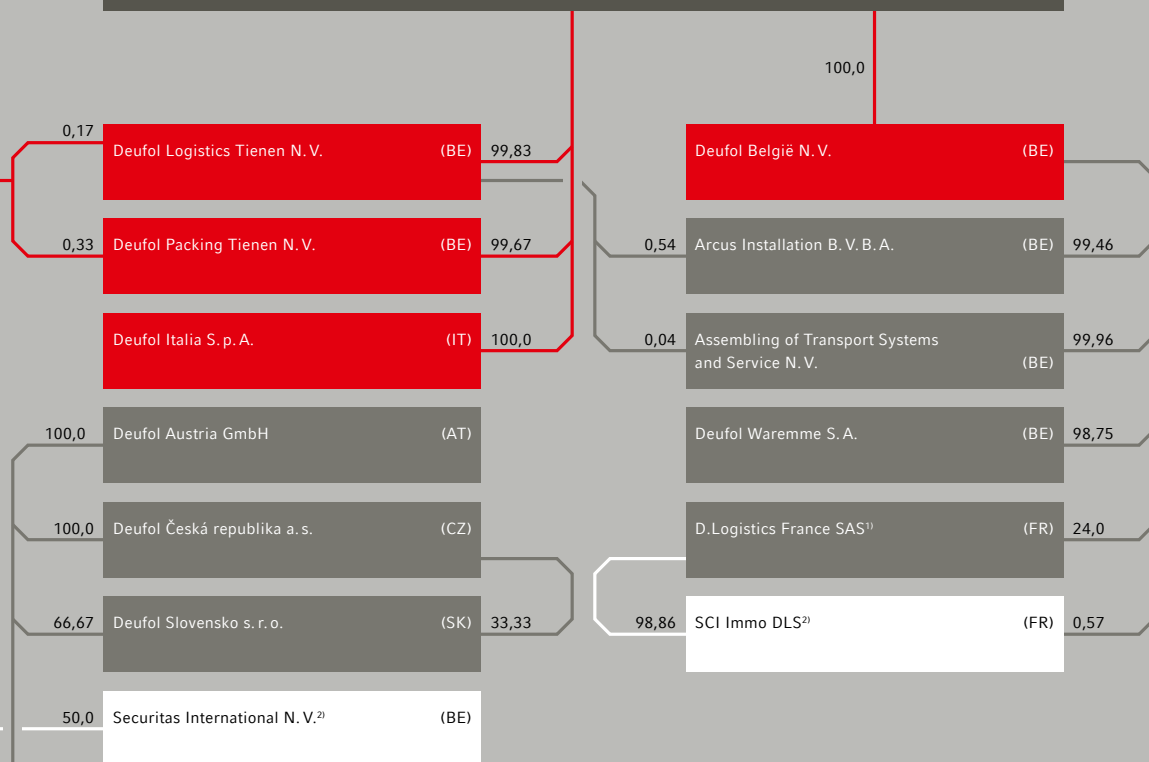 100,0
0,17
Deufol Logistics Tienen N. V. (BE) 99,83
0,33 Deufol Packing Tienen N. V. (BE) 99,67
Deufol Italia S. p. A. (IT) 100,0
100,0 Deufol Austria GmbH (AT)
100,0 Deufol Česká republika a. s. (CZ)
66,67 Deufol Slovensko s. r. o. (SK) 33,33
50,0 Securitas International N. V.²⁾ (BE)
Deufol België N. V. (BE)
0,54 Arcus Installation B. V. B. A. (BE) 99,46
0,04 Assembling of Transport Systems 99,96
and Service N. V. (BE)
Deufol Waremme S. A. (BE) 98,75
D.Logistics France SAS¹⁾ (FR) 24,0
98,86 SCI Immo DLS²⁾ (FR) 0,57